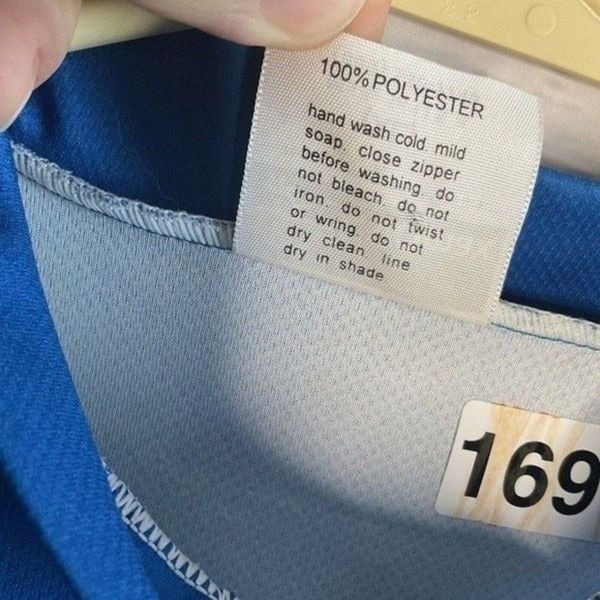 100% POLYESTER
hand wash cold mild
soap close zipper
before washing do
not bleach do not
iron. do not twist
or wring do not
dry clean line
dry in shade
169